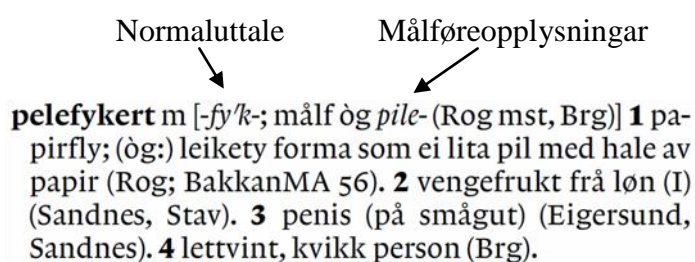 Normaluttale Målføreopplysningar
pelefykert m [-fy'k-; målf òg pile- (Rog mst, Brg)] 1 pa-
pirfly; (òg:) leikety forma som ei lita pil med hale av
papir (Rog; BakkanMA 56). 2 vengefrukt frå løn (I)
(Sandnes, Stav). 3 penis (på smågut) (Eigersund,
Sandnes). 4 lettvint, kvikk person (Brg).